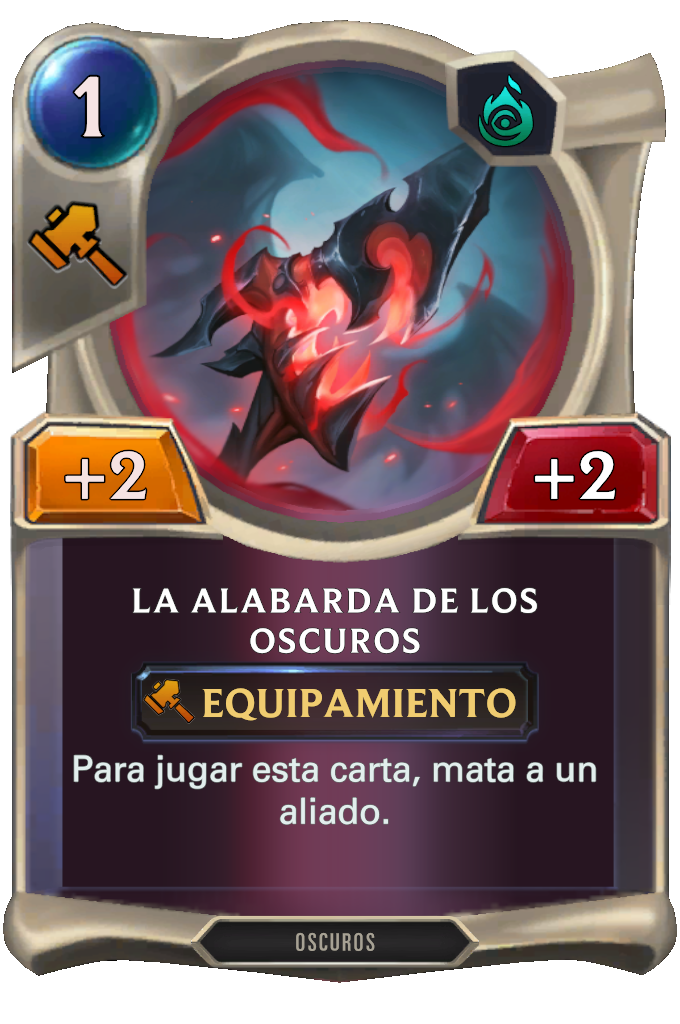 1
+2
+2
LA ALABARDA DE LOS
OSCUROS
EQUIPAMIENTO
Para jugar esta carta, mata a un
aliado.
OSCUROS